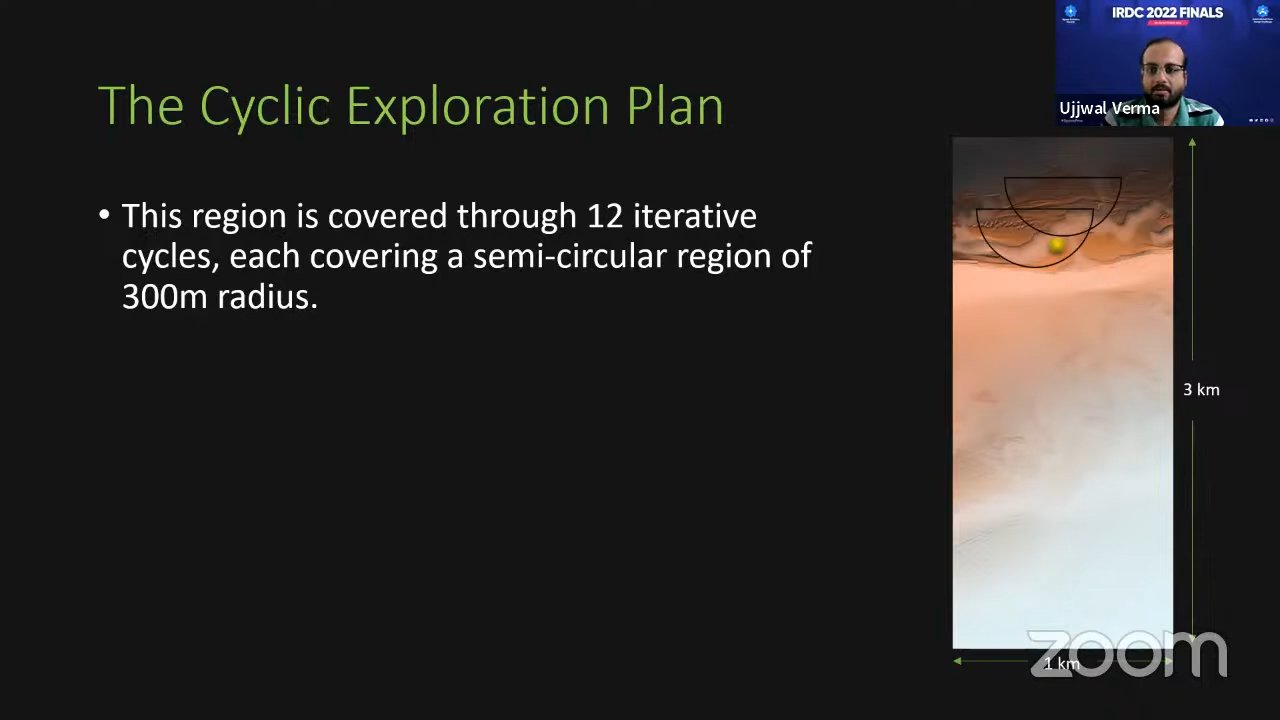 IRDC 2022 FINALS
Ujjwal Verma
The Cyclic Exploration Plan
• This region is covered through 12 iterative
cycles, each covering a semi-circular region of
300m radius.
3 km
1 km
zoom